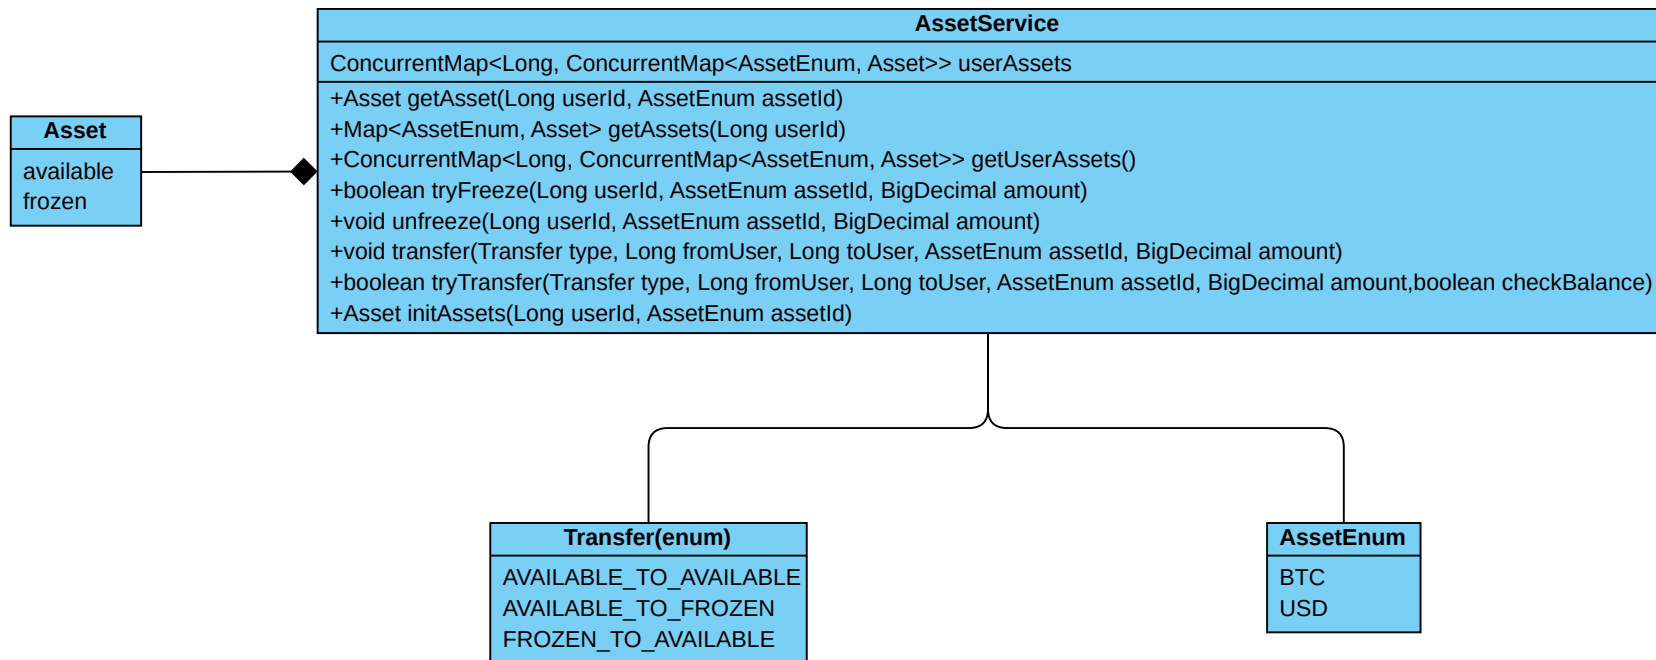 AssetService
ConcurrentMap<Long, ConcurrentMap<AssetEnum, Asset>> userAssets
+Asset getAsset(Long userId, AssetEnum assetId)
+Map<AssetEnum, Asset> getAssets(Long userId)
+ConcurrentMap<Long, ConcurrentMap<AssetEnum, Asset>> getUserAssets()
+boolean tryFreeze(Long userId, AssetEnum assetId, BigDecimal amount)
+void unfreeze(Long userId, AssetEnum assetId, BigDecimal amount)
+void transfer(Transfer type, Long fromUser, Long toUser, AssetEnum assetId, BigDecimal amount)
+boolean tryTransfer(Transfer type, Long fromUser, Long toUser, AssetEnum assetId, BigDecimal amount,boolean checkBalance)
+Asset initAssets(Long userId, AssetEnum assetId)
Asset
available
frozen
Transfer(enum)
AVAILABLE_TO_AVAILABLE
AVAILABLE_TO_FROZEN
FROZEN_TO_AVAILABLE
AssetEnum
BTC
USD